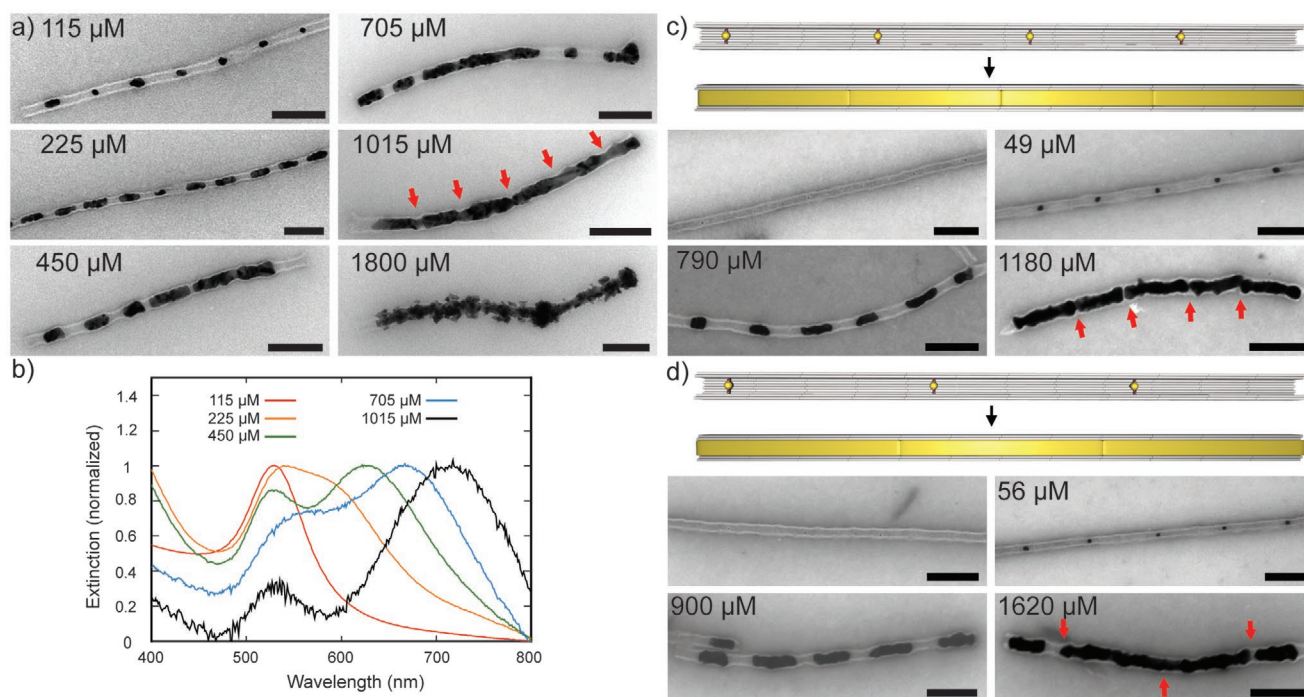 a)
115 µM
705 µM
225 µM
1015 µM
450 µM
1800 µM
b)
Extinction (normalized)
1.4
1.2
1
0.8
0.6
0.4
0.2
0
115 µM
225 µM
450 µM
705 µM
1015 µM
400
500
600
700
800
Wavelength (nm)
c)
49 µM
790 µM
1180 µM
d)
56 µM
900 µM
1620 µM